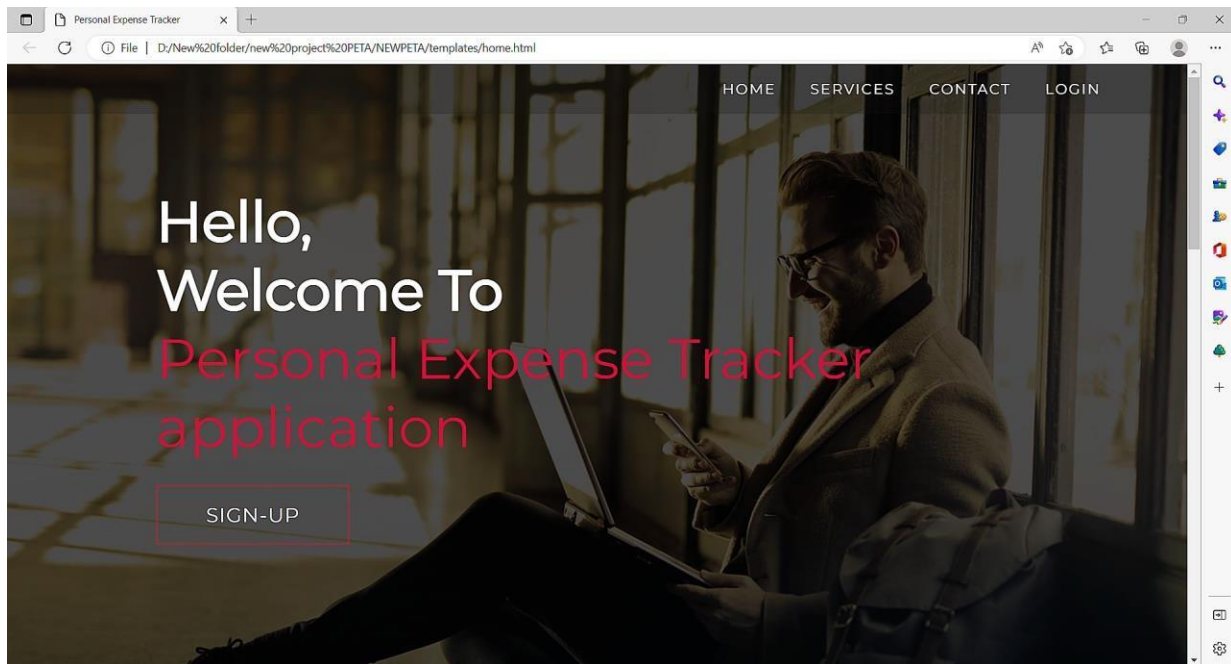 Personal Expense Tracker
File | D:/New%20folder/new%20project%20PETA/NEWPETA/templates/home.html
HOME SERVICES CONTACT LOGIN
Hello,
Welcome To
Personal Expense Tracker
application
SIGN-UP